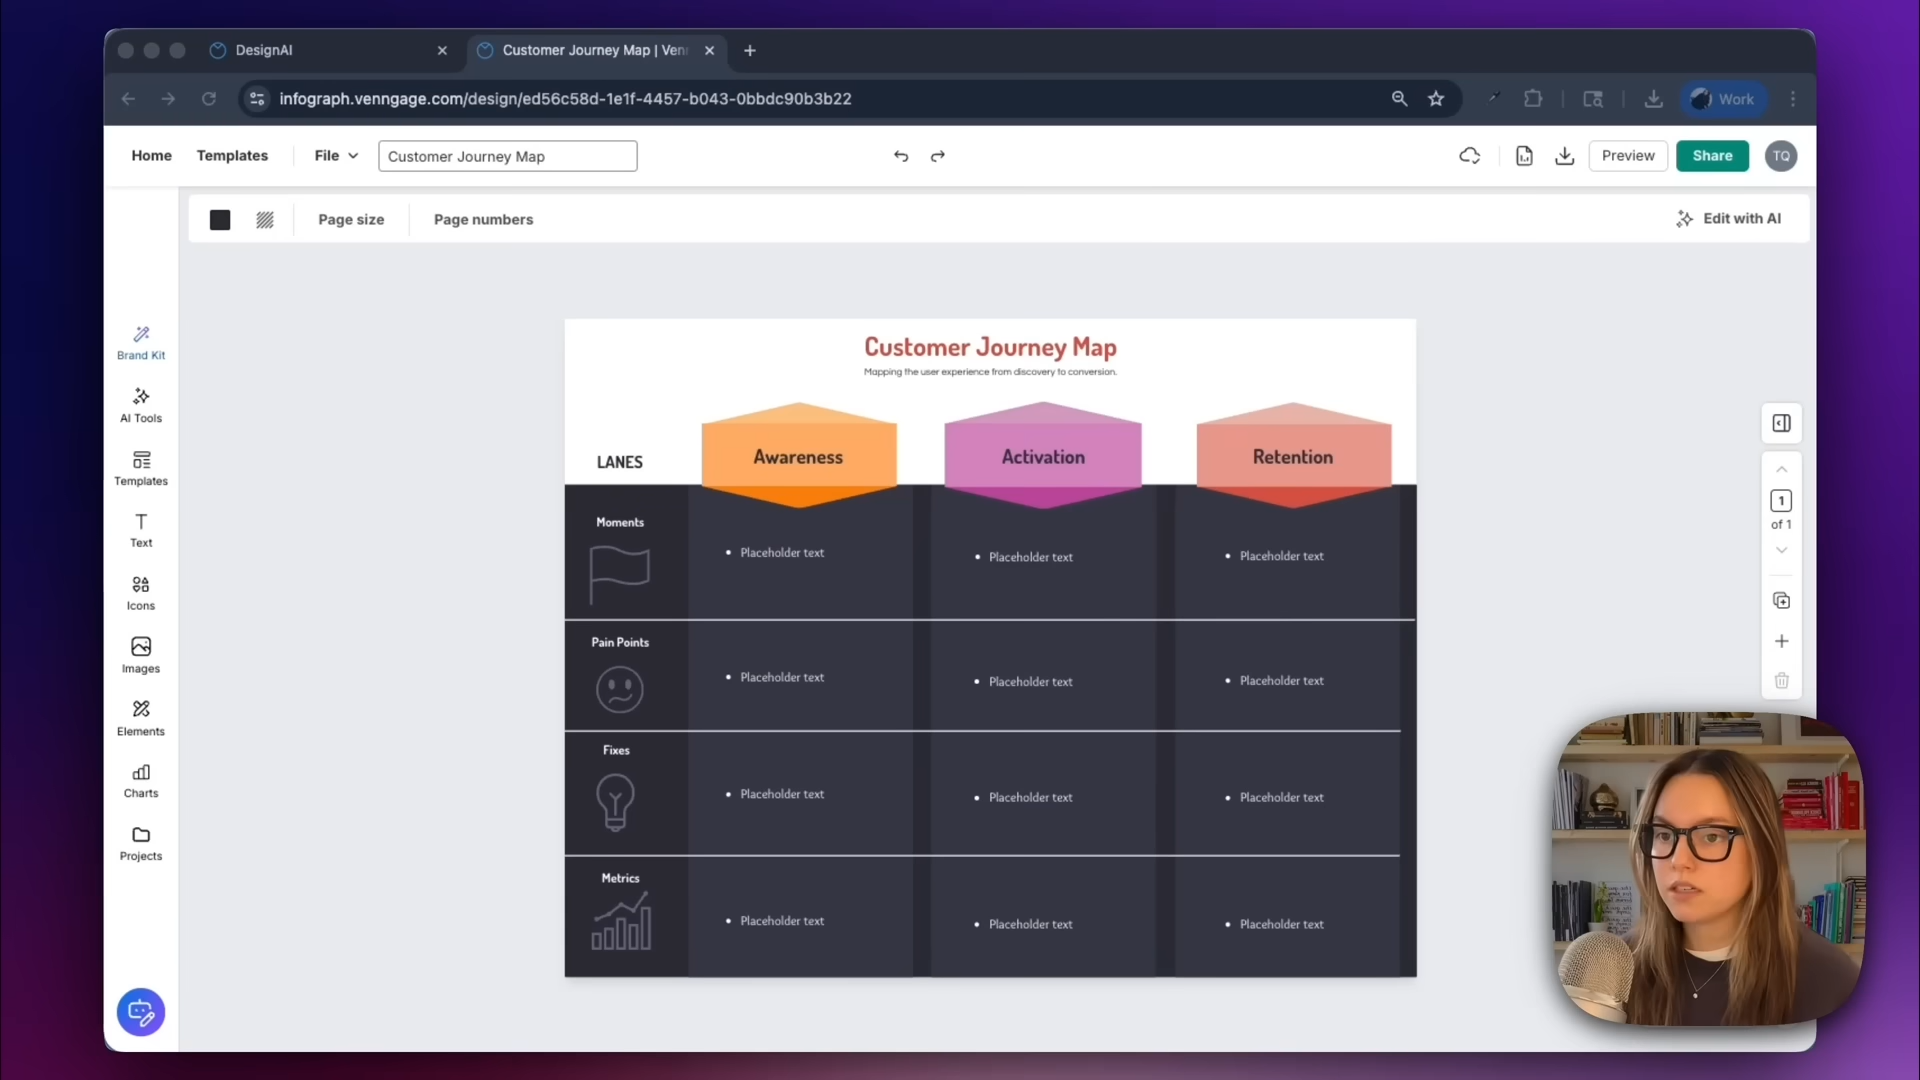 DesignAI
Customer Journey Map | Ven
infograph.venngage.com/design/ed56c58d-1e1f-4457-b043-0bbdc90b3b22
Work
Home
Templates
File
Customer Journey Map
Preview
Share
TQ
Page size
Page numbers
Edit with AI
Brand Kit
AI Tools
Templates
Text
Icons
Images
Elements
Charts
Projects
Customer Journey Map
Mapping the user experience from discovery to conversion.
LANES
Awareness
Activation
Retention
Moments
• Placeholder text
• Placeholder text
• Placeholder text
Pain Points
• Placeholder text
• Placeholder text
• Placeholder text
Fixes
• Placeholder text
• Placeholder text
• Placeholder text
Metrics
• Placeholder text
• Placeholder text
• Placeholder text
1
of 1